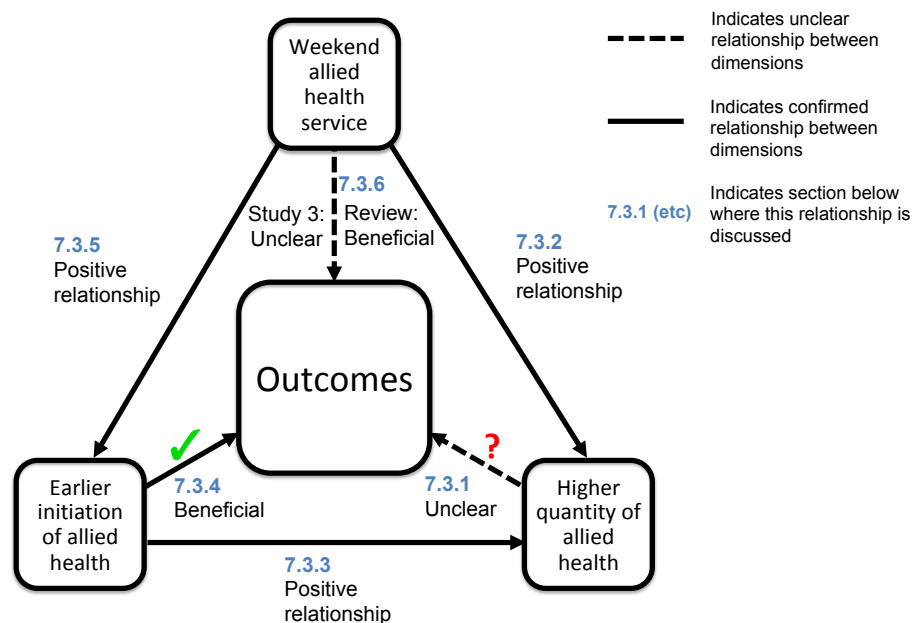 Weekend
allied
health
service
Indicates unclear
relationship between
dimensions
Indicates confirmed
relationship between
dimensions
7.3.1 (etc)
Indicates section below
where this relationship is
discussed
7.3.6
Study 3:
Unclear
Review:
Beneficial
7.3.5
Positive
relationship
7.3.2
Positive
relationship
Outcomes
?
7.3.4
Beneficial
7.3.1
Unclear
Earlier
initiation
of allied
health
Higher
quantity of
allied
health
7.3.3
Positive
relationship